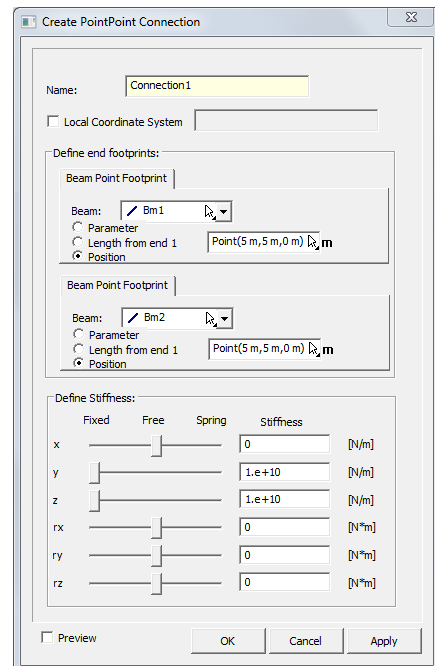 Create PointPoint Connection
Name: Connection1
Local Coordinate System
Define end footprints:
Beam Point Footprint
Beam: Bm1
Parameter
Length from end 1 Point(5 m,5 m,0 m) m
Position
Beam Point Footprint
Beam: Bm2
Parameter
Length from end 1 Point(5 m,5 m,0 m) m
Position
Define Stiffness:
Fixed Free Spring Stiffness
x 0 [N/m]
y 1.e+10 [N/m]
z 1.e+10 [N/m]
rx 0 [N*m]
ry 0 [N*m]
rz 0 [N*m]
Preview OK Cancel Apply